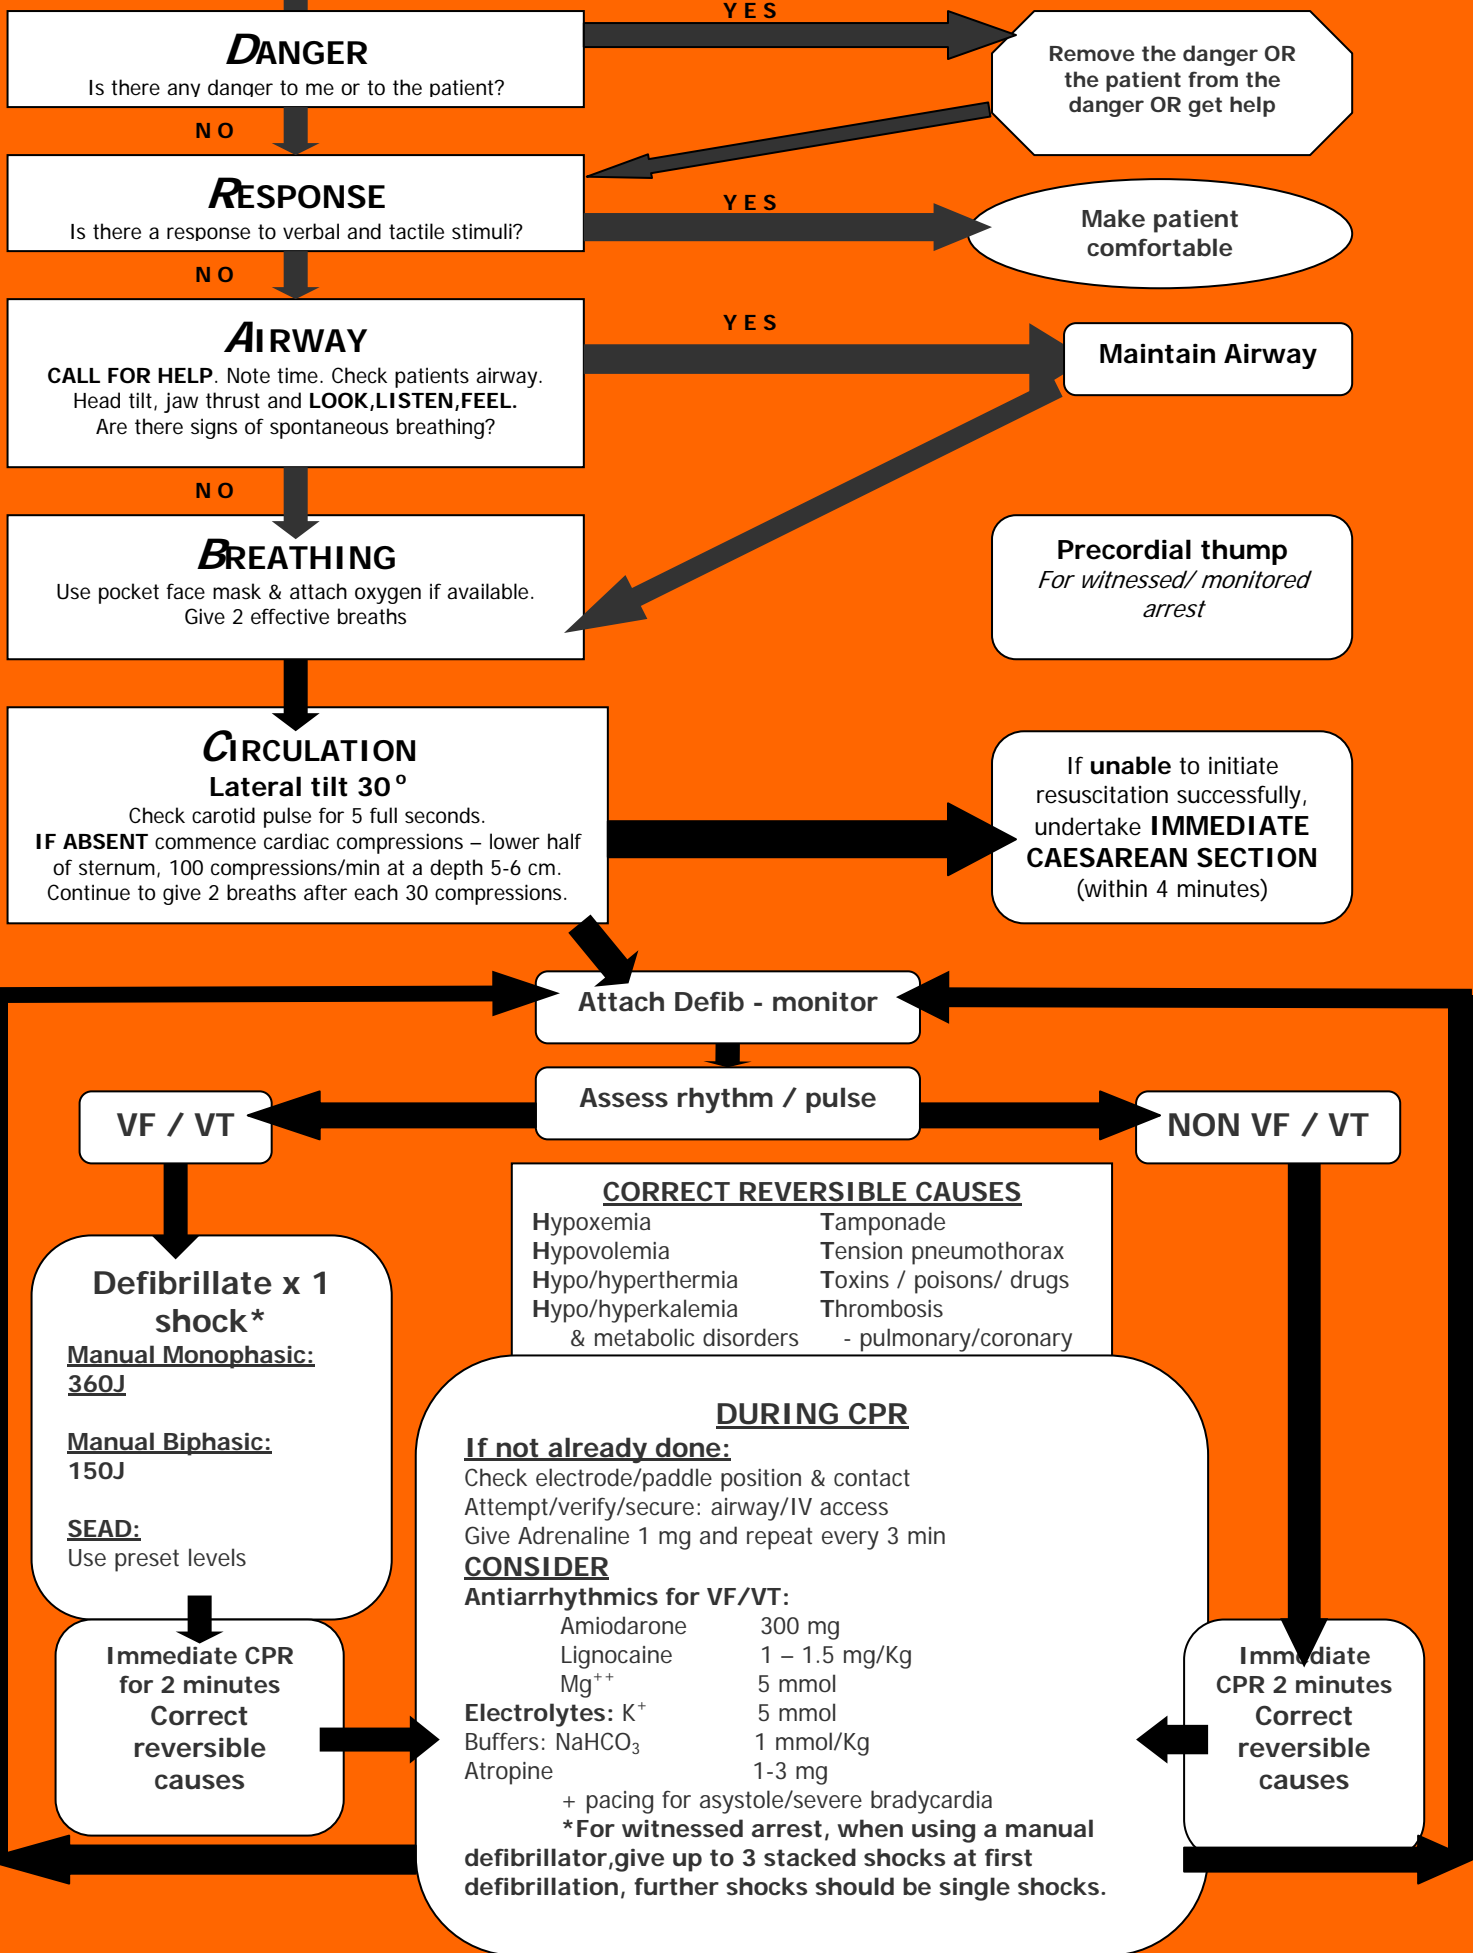 YES
DANGER
Is there any danger to me or to the patient?
Remove the danger OR
the patient from the
danger OR get help
NO
RESPONSE
Is there a response to verbal and tactile stimuli?
YES
Make patient
comfortable
NO
AIRWAY
CALL FOR HELP. Note time. Check patients airway.
Head tilt, jaw thrust and LOOK,LISTEN,FEEL.
Are there signs of spontaneous breathing?
YES
Maintain Airway
NO
BREATHING
Use pocket face mask & attach oxygen if available.
Give 2 effective breaths
Precordial thump
For witnessed/ monitored
arrest
CIRCULATION
Lateral tilt 30°
Check carotid pulse for 5 full seconds.
IF ABSENT commence cardiac compressions – lower half
of sternum, 100 compressions/min at a depth 5-6 cm.
Continue to give 2 breaths after each 30 compressions.
If unable to initiate
resuscitation successfully,
undertake IMMEDIATE
CAESAREAN SECTION
(within 4 minutes)
Attach Defib - monitor
Assess rhythm / pulse
VF / VT
NON VF / VT
CORRECT REVERSIBLE CAUSES
Hypoxemia Tamponade
Hypovolemia Tension pneumothorax
Hypo/hyperthermia Toxins / poisons/ drugs
Hypo/hyperkalemia Thrombosis
& metabolic disorders - pulmonary/coronary
Defibrillate x 1
shock*
Manual Monophasic:
360J
Manual Biphasic:
150J
SEAD:
Use preset levels
Immediate CPR
for 2 minutes
Correct
reversible
causes
DURING CPR
If not already done:
Check electrode/paddle position & contact
Attempt/verify/secure: airway/IV access
Give Adrenaline 1 mg and repeat every 3 min
CONSIDER
Antiarrhythmics for VF/VT:
Amiodarone 300 mg
Lignocaine 1 – 1.5 mg/Kg
Mg⁺⁺ 5 mmol
Electrolytes: K⁺ 5 mmol
Buffers: NaHCO₃ 1 mmol/Kg
Atropine 1-3 mg
+ pacing for asystole/severe bradycardia
*For witnessed arrest, when using a manual
defibrillator,give up to 3 stacked shocks at first
defibrillation, further shocks should be single shocks.
Immediate
CPR 2 minutes
Correct
reversible
causes